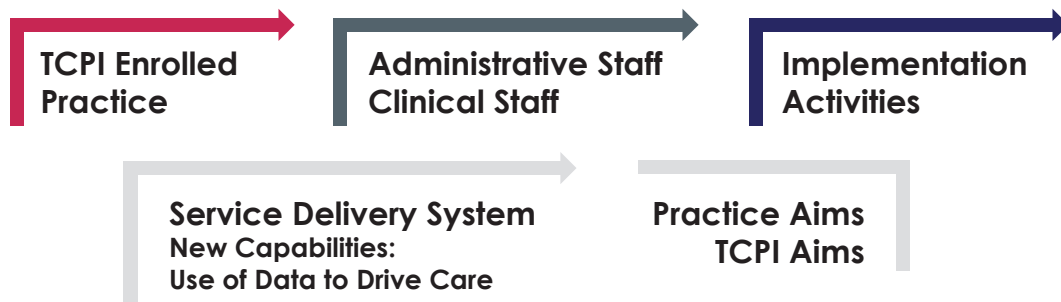 TCPI Enrolled
Practice
Administrative Staff
Clinical Staff
Implementation
Activities
Service Delivery System
New Capabilities:
Use of Data to Drive Care
Practice Aims
TCPI Aims